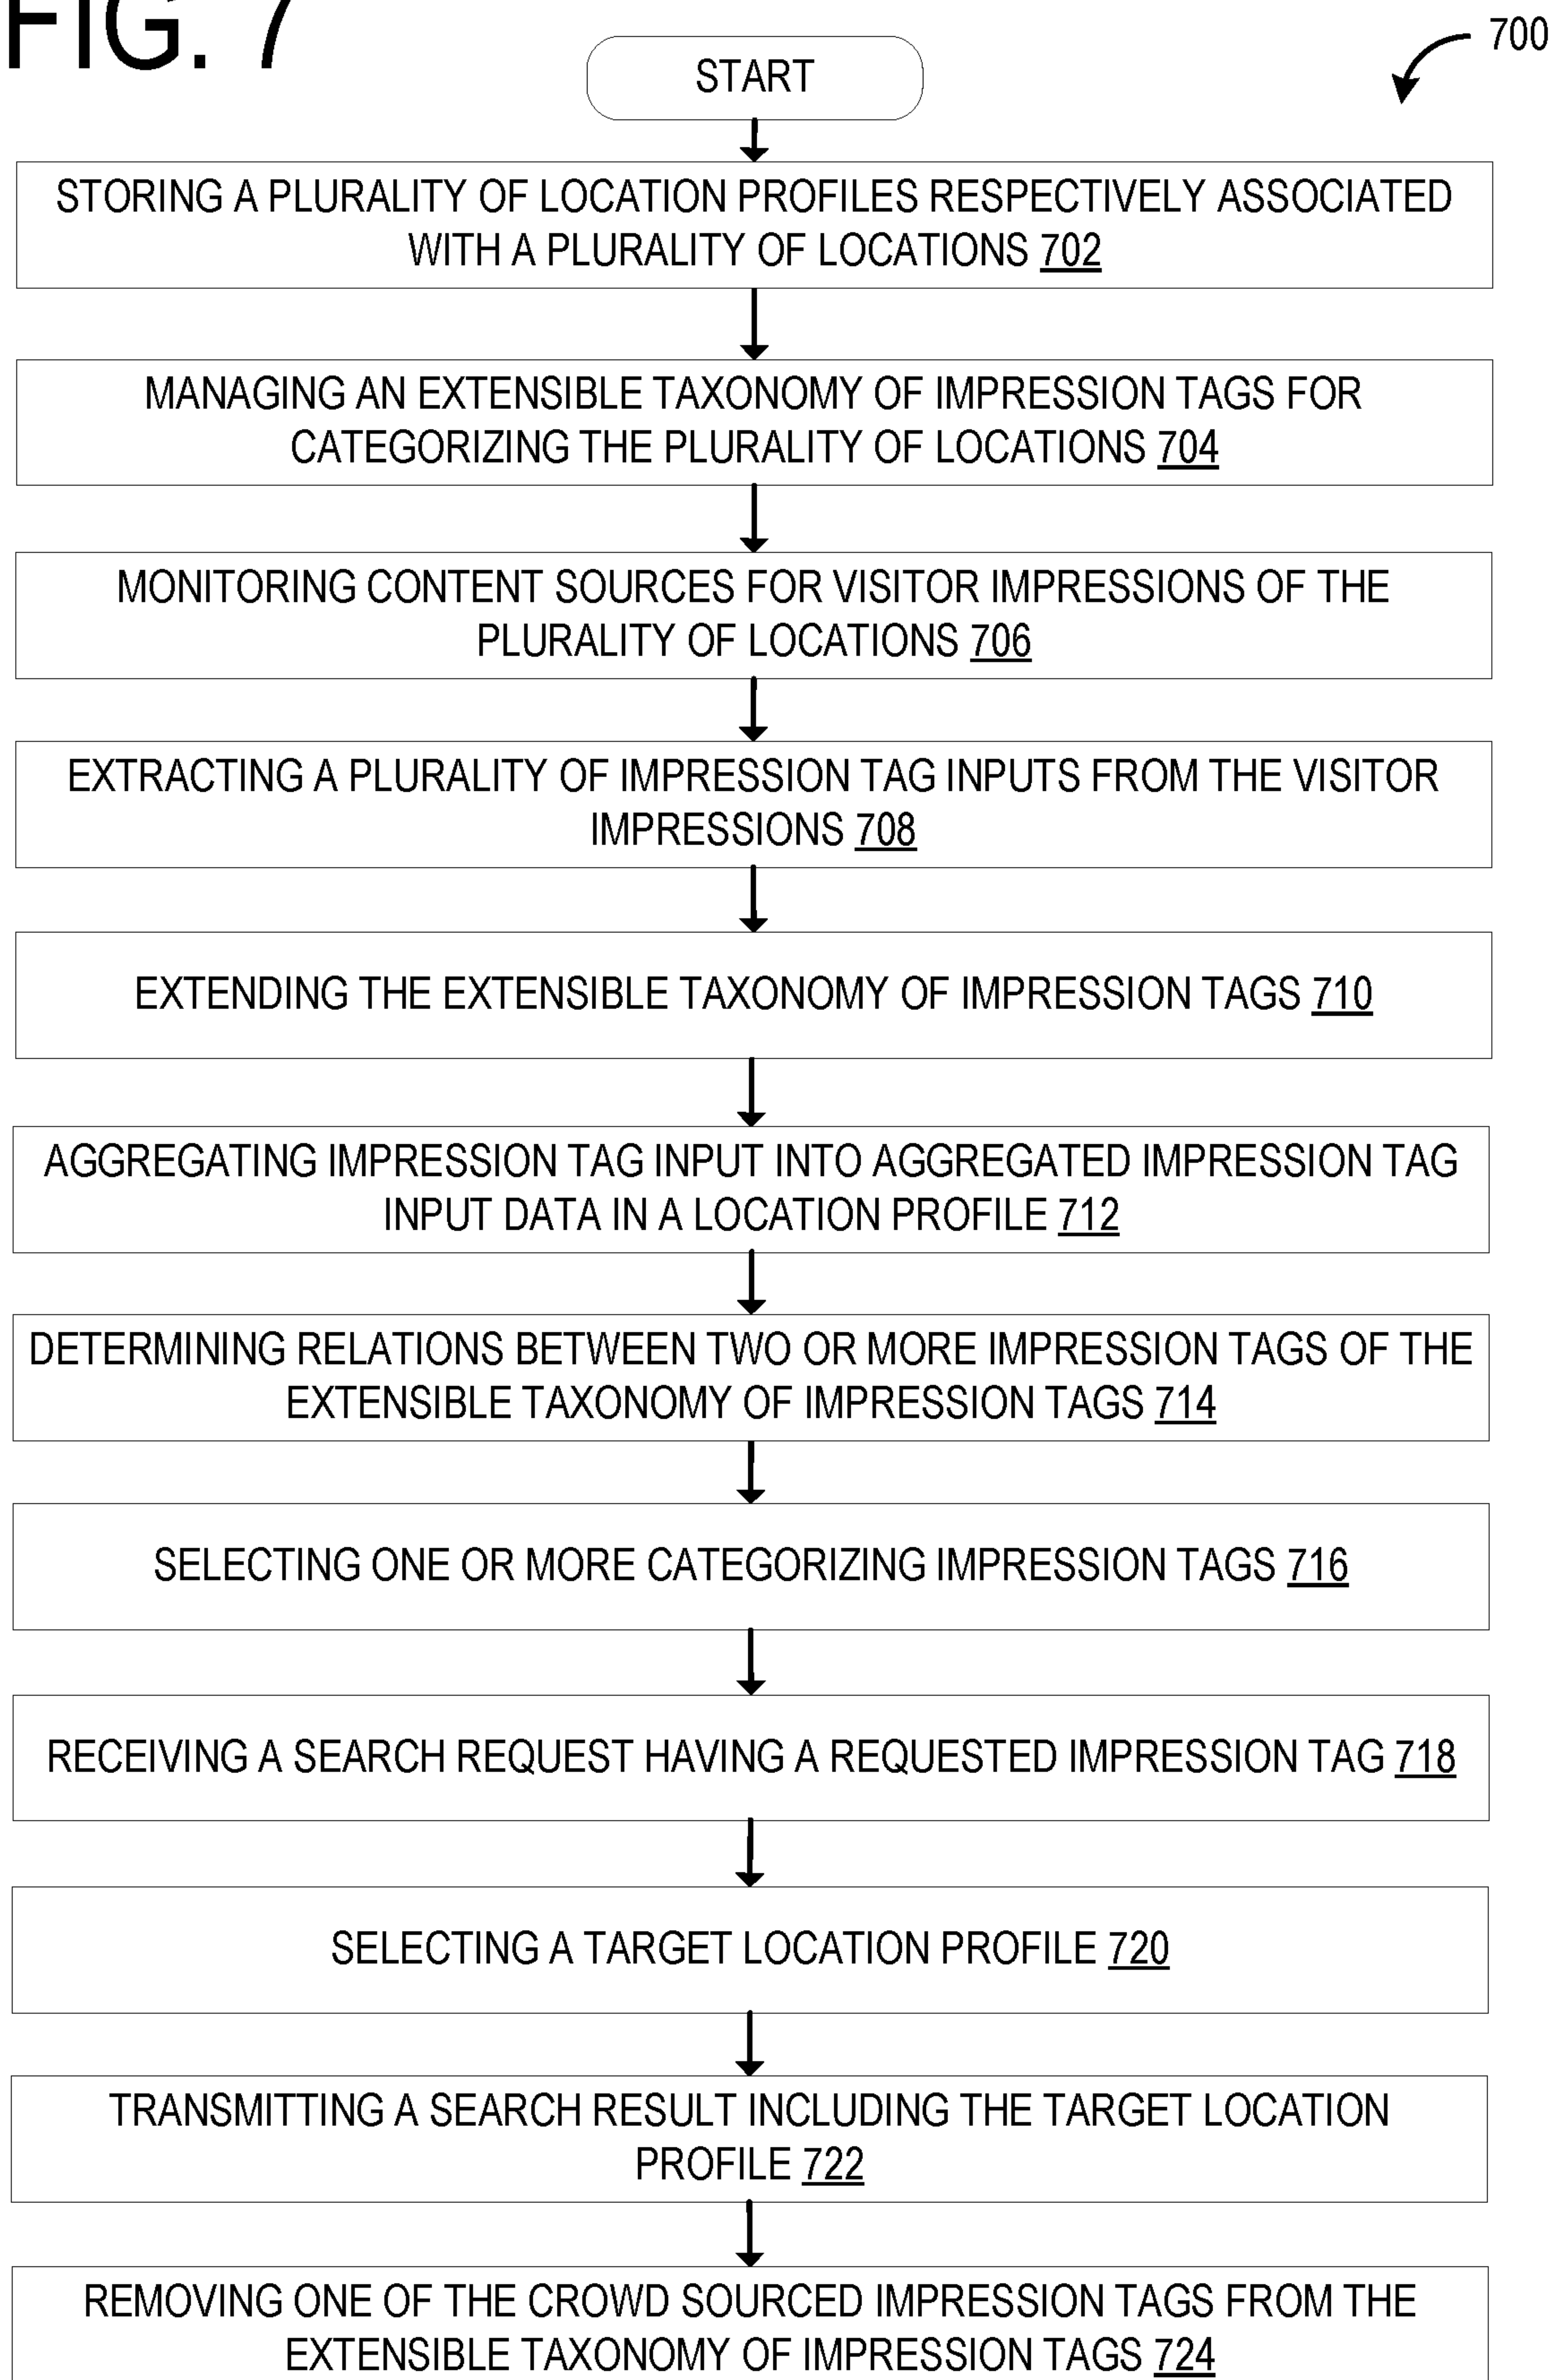 FIG. 7
700
START
STORING A PLURALITY OF LOCATION PROFILES RESPECTIVELY ASSOCIATED
WITH A PLURALITY OF LOCATIONS 702
MANAGING AN EXTENSIBLE TAXONOMY OF IMPRESSION TAGS FOR
CATEGORIZING THE PLURALITY OF LOCATIONS 704
MONITORING CONTENT SOURCES FOR VISITOR IMPRESSIONS OF THE
PLURALITY OF LOCATIONS 706
EXTRACTING A PLURALITY OF IMPRESSION TAG INPUTS FROM THE VISITOR
IMPRESSIONS 708
EXTENDING THE EXTENSIBLE TAXONOMY OF IMPRESSION TAGS 710
AGGREGATING IMPRESSION TAG INPUT INTO AGGREGATED IMPRESSION TAG
INPUT DATA IN A LOCATION PROFILE 712
DETERMINING RELATIONS BETWEEN TWO OR MORE IMPRESSION TAGS OF THE
EXTENSIBLE TAXONOMY OF IMPRESSION TAGS 714
SELECTING ONE OR MORE CATEGORIZING IMPRESSION TAGS 716
RECEIVING A SEARCH REQUEST HAVING A REQUESTED IMPRESSION TAG 718
SELECTING A TARGET LOCATION PROFILE 720
TRANSMITTING A SEARCH RESULT INCLUDING THE TARGET LOCATION
PROFILE 722
REMOVING ONE OF THE CROWD SOURCED IMPRESSION TAGS FROM THE
EXTENSIBLE TAXONOMY OF IMPRESSION TAGS 724